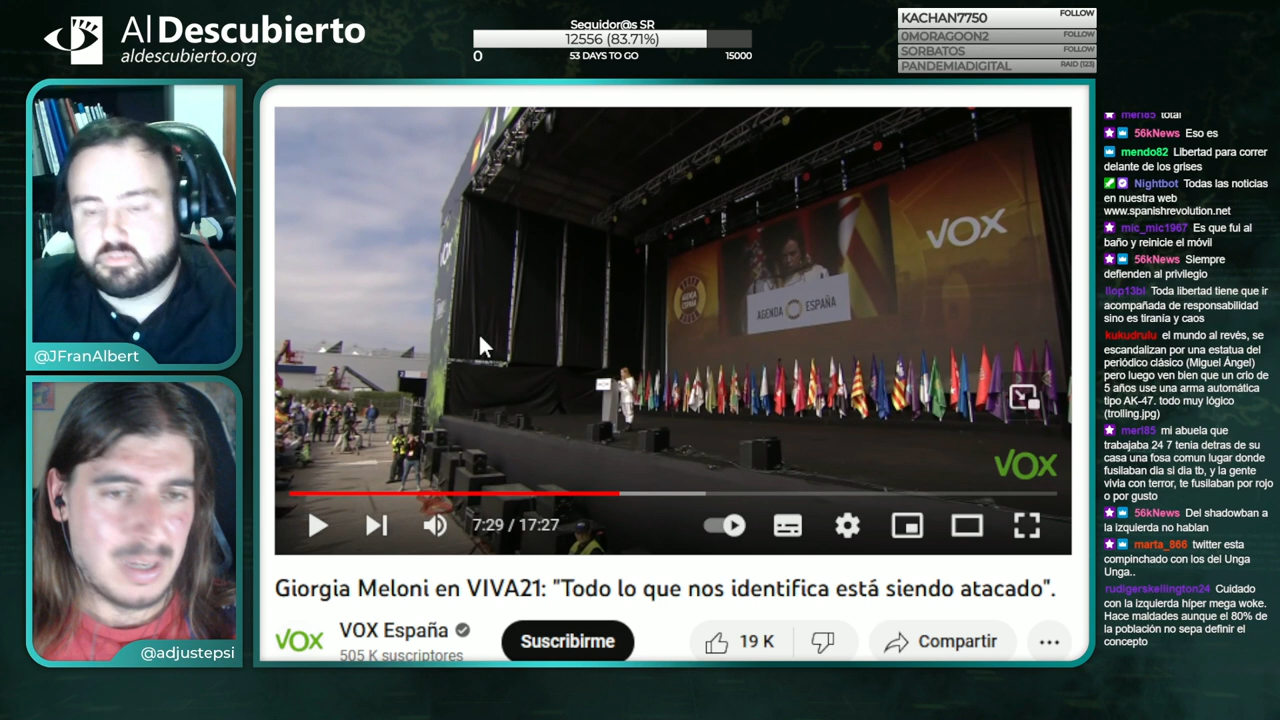 Al Descubierto
aldescubierto.org
Seguidor@s SR
12556 (83.71%)
0
53 DAYS TO GO
15000
KACHAN7750 FOLLOW
0MORAGOON2 FOLLOW
SORBATOS FOLLOW
PANDEMIADIGITAL RAID (123)
@JFranAlbert
@adjustepsi
VOX
VOX
AGENDA ESPAÑA
AGENDA ESPAÑA
VOX
7:29 / 17:27
Giorgia Meloni en VIVA21: "Todo lo que nos identifica está siendo atacado".
VOX
VOX España
505 K suscriptores
Suscribirme
19 K
Compartir
merl85 total
56kNews Eso es
mendo82 Libertad para correr
delante de los grises
Nightbot Todas las noticias
en nuestra web
www.spanishrevolution.net
mic_mic1967 Es que fui al
baño y reinicie el móvil
56kNews Siempre
defienden al privilegio
llop13bl Toda libertad tiene que ir
acompañada de responsabilidad
sino es tiranía y caos
kukudrulu el mundo al revés, se
escandalizan por una estatua del
periódico clásico (Miguel Ángel)
pero luego ven bien que un crio de
5 años use una arma automática
tipo AK-47. todo muy lógico
(trolling.jpg)
merl85 mi abuela que
trabajaba 24 7 tenia detras de su
casa una fosa comun lugar donde
fusilaban dia si dia tb, y la gente
vivia con terror, te fusilaban por rojo
o por gusto
56kNews Del shadowban a
la izquierda no hablan
marta_866 twitter esta
compinchado con los del Unga
Unga..
rudigerskellington24 Cuidado
con la izquierda híper mega woke.
Hace maldades aunque el 80% de
la población no sepa definir el
concepto